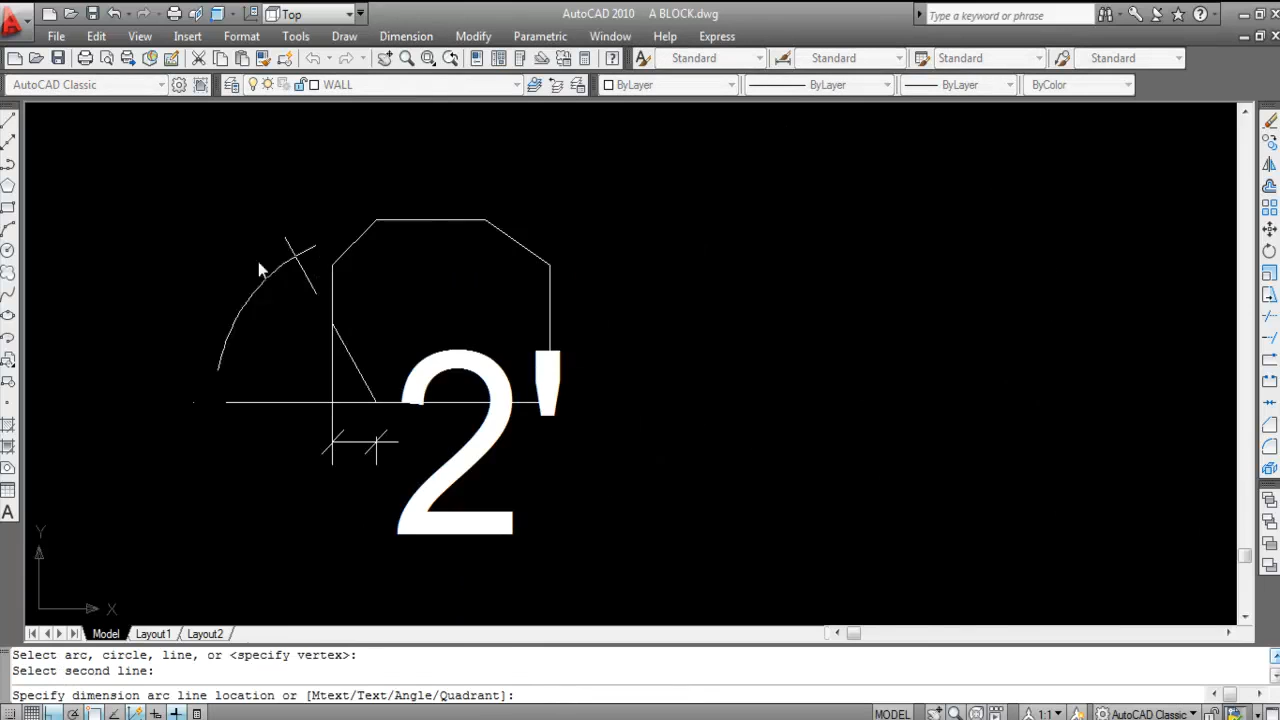 Top
AutoCAD 2010 A BLOCK.dwg
Type a keyword or phrase
File Edit View Insert Format Tools Draw Dimension Modify Parametric Window Help Express
Standard Standard Standard Standard
AutoCAD Classic WALL ByLayer ByLayer ByLayer ByColor
2'
Y
X
Model Layout1 Layout2
Select arc, circle, line, or <specify vertex>:
Select second line:
Specify dimension arc line location or [Mtext/Text/Angle/Quadrant]:
MODEL 1:1 AutoCAD Classic